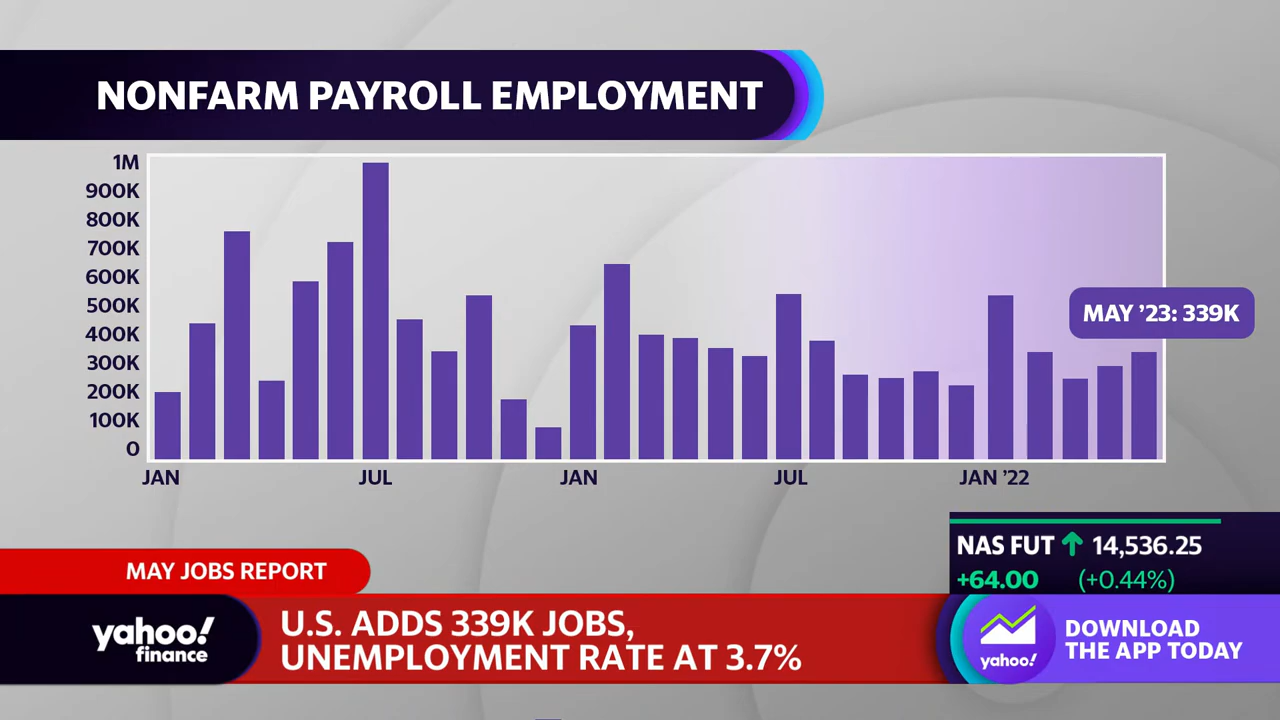 NONFARM PAYROLL EMPLOYMENT
1M
900K
800K
700K
600K
500K
400K
300K
200K
100K
0
MAY ’23: 339K
JAN
JUL
JAN
JUL
JAN ’22
NAS FUT 14,536.25
+64.00 (+0.44%)
MAY JOBS REPORT
yahoo!
finance
U.S. ADDS 339K JOBS,
UNEMPLOYMENT RATE AT 3.7%
yahoo!
DOWNLOAD
THE APP TODAY